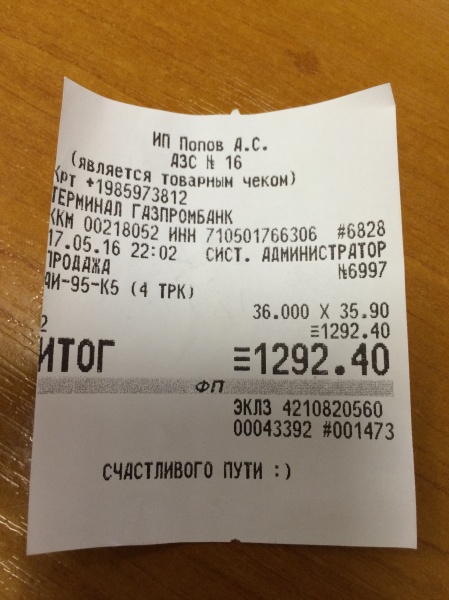 ИП Попов А.С.
АЗС № 16
(является товарным чеком)
Крт +1985973812
ТЕРМИНАЛ ГАЗПРОМБАНК
ККМ 00218052 ИНН 710501766306 #6828
17.05.16 22:02 СИСТ. АДМИНИСТРАТОР
ПРОДАЖА №6997
АИ-95-К5 (4 ТРК)
36.000 X 35.90
2 ≡1292.40
ИТОГ ≡1292.40
ФП
ЭКЛЗ 4210820560
00043392 #001473
СЧАСТЛИВОГО ПУТИ :)